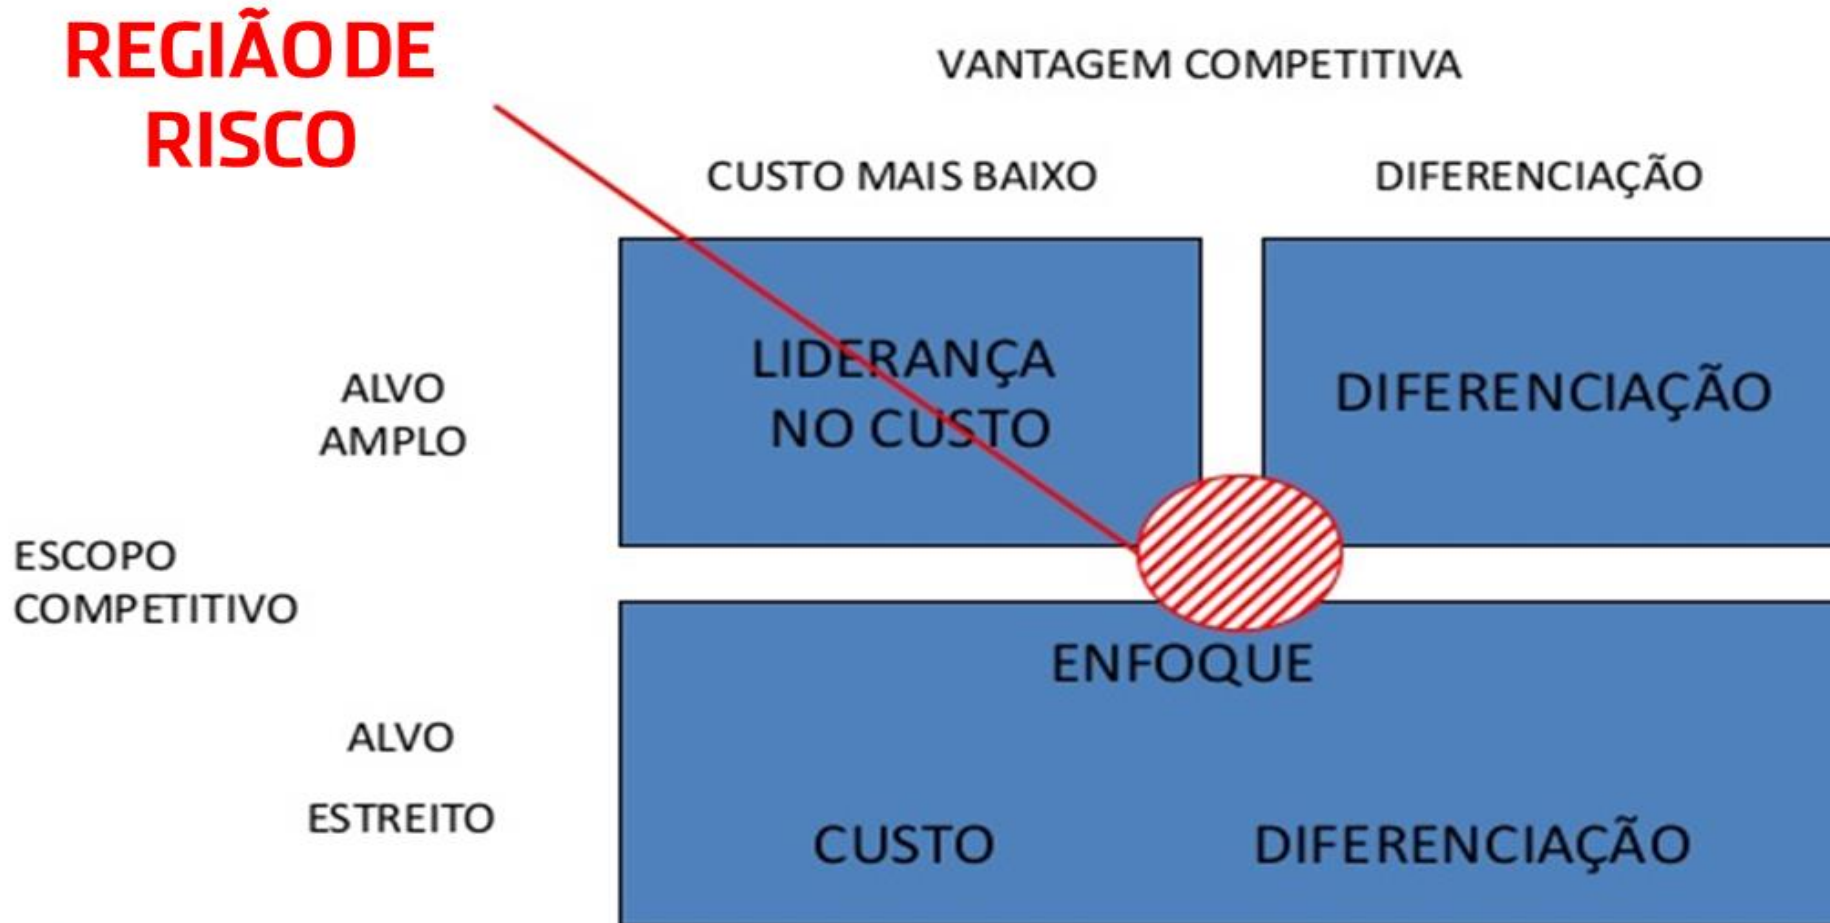 REGIÃO DE
RISCO
VANTAGEM COMPETITIVA
CUSTO MAIS BAIXO
DIFERENCIAÇÃO
ALVO
AMPLO
LIDERANÇA
NO CUSTO
DIFERENCIAÇÃO
ESCOPO
COMPETITIVO
ENFOQUE
ALVO
ESTREITO
CUSTO
DIFERENCIAÇÃO